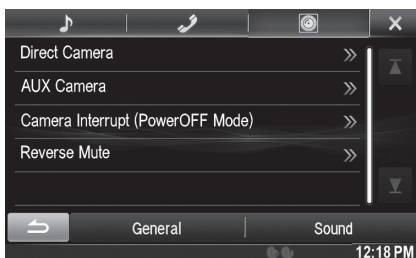 Direct Camera
AUX Camera
Camera Interrupt (PowerOFF Mode)
Reverse Mute
General
Sound
12:18 PM